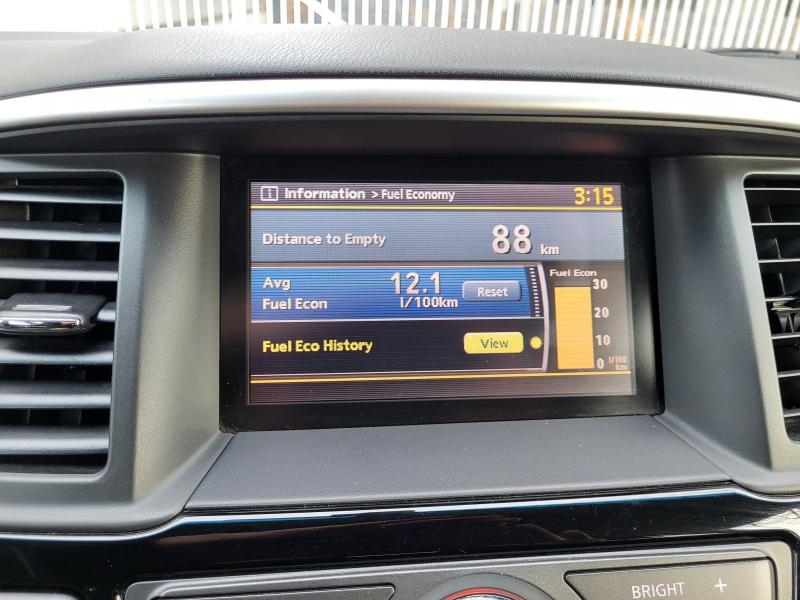 i Information > Fuel Economy 3:15
Distance to Empty 88 km
Avg 12.1
Fuel Econ l/100km Reset
Fuel Econ
30
20
10
0 l/100 km
Fuel Eco History View
BRIGHT +